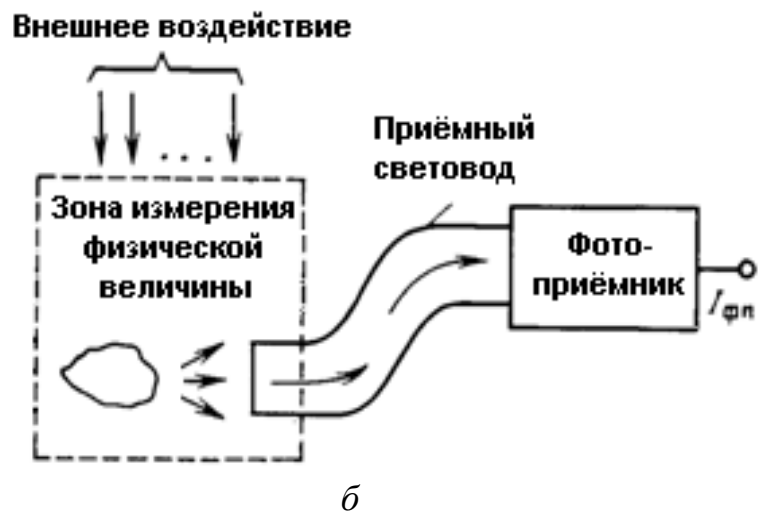 Внешнее воздействие
Приёмный
световод
Зона измерения
физической
величины
Фото-
приёмник
Iфп
б